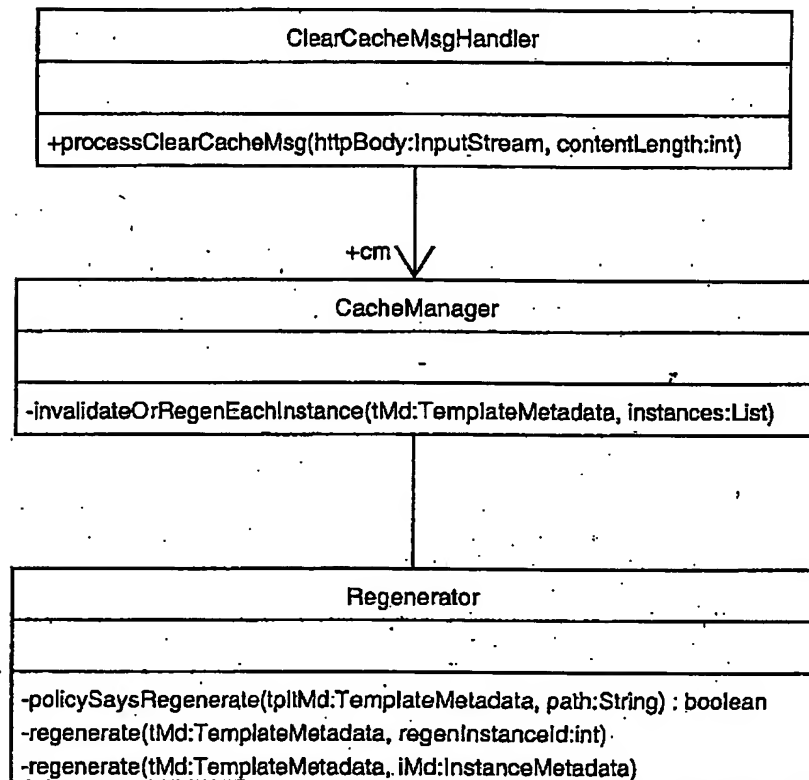 ClearCacheMsgHandler
+processClearCacheMsg(httpBody:InputStream, contentLength:int)
+cm
CacheManager
-invalidateOrRegenEachInstance(tMd:TemplateMetadata, instances:List)
Regenerator
-policySaysRegenerate(tpltMd:TemplateMetadata, path:String) : boolean
-regenerate(tMd:TemplateMetadata, regenInstanceId:int)
-regenerate(tMd:TemplateMetadata, iMd:InstanceMetadata)